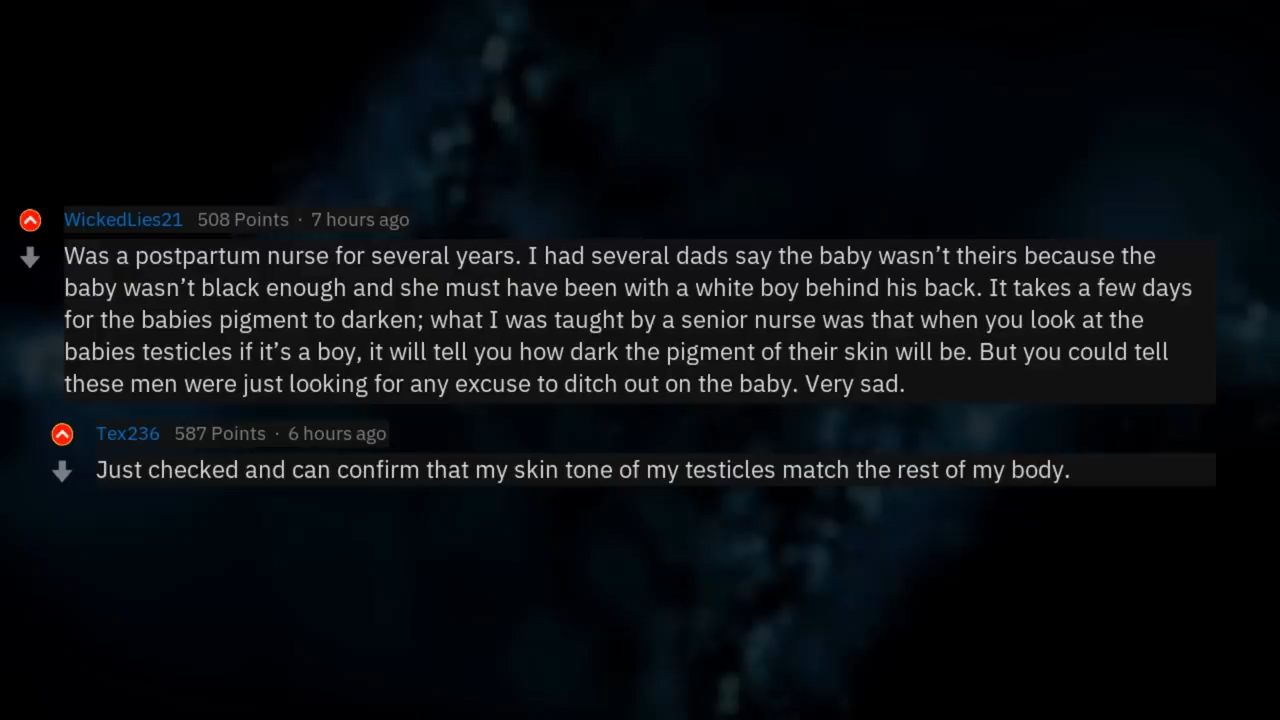 WickedLies21 508 Points · 7 hours ago
Was a postpartum nurse for several years. I had several dads say the baby wasn’t theirs because the
baby wasn’t black enough and she must have been with a white boy behind his back. It takes a few days
for the babies pigment to darken; what I was taught by a senior nurse was that when you look at the
babies testicles if it’s a boy, it will tell you how dark the pigment of their skin will be. But you could tell
these men were just looking for any excuse to ditch out on the baby. Very sad.
Tex236 587 Points · 6 hours ago
Just checked and can confirm that my skin tone of my testicles match the rest of my body.